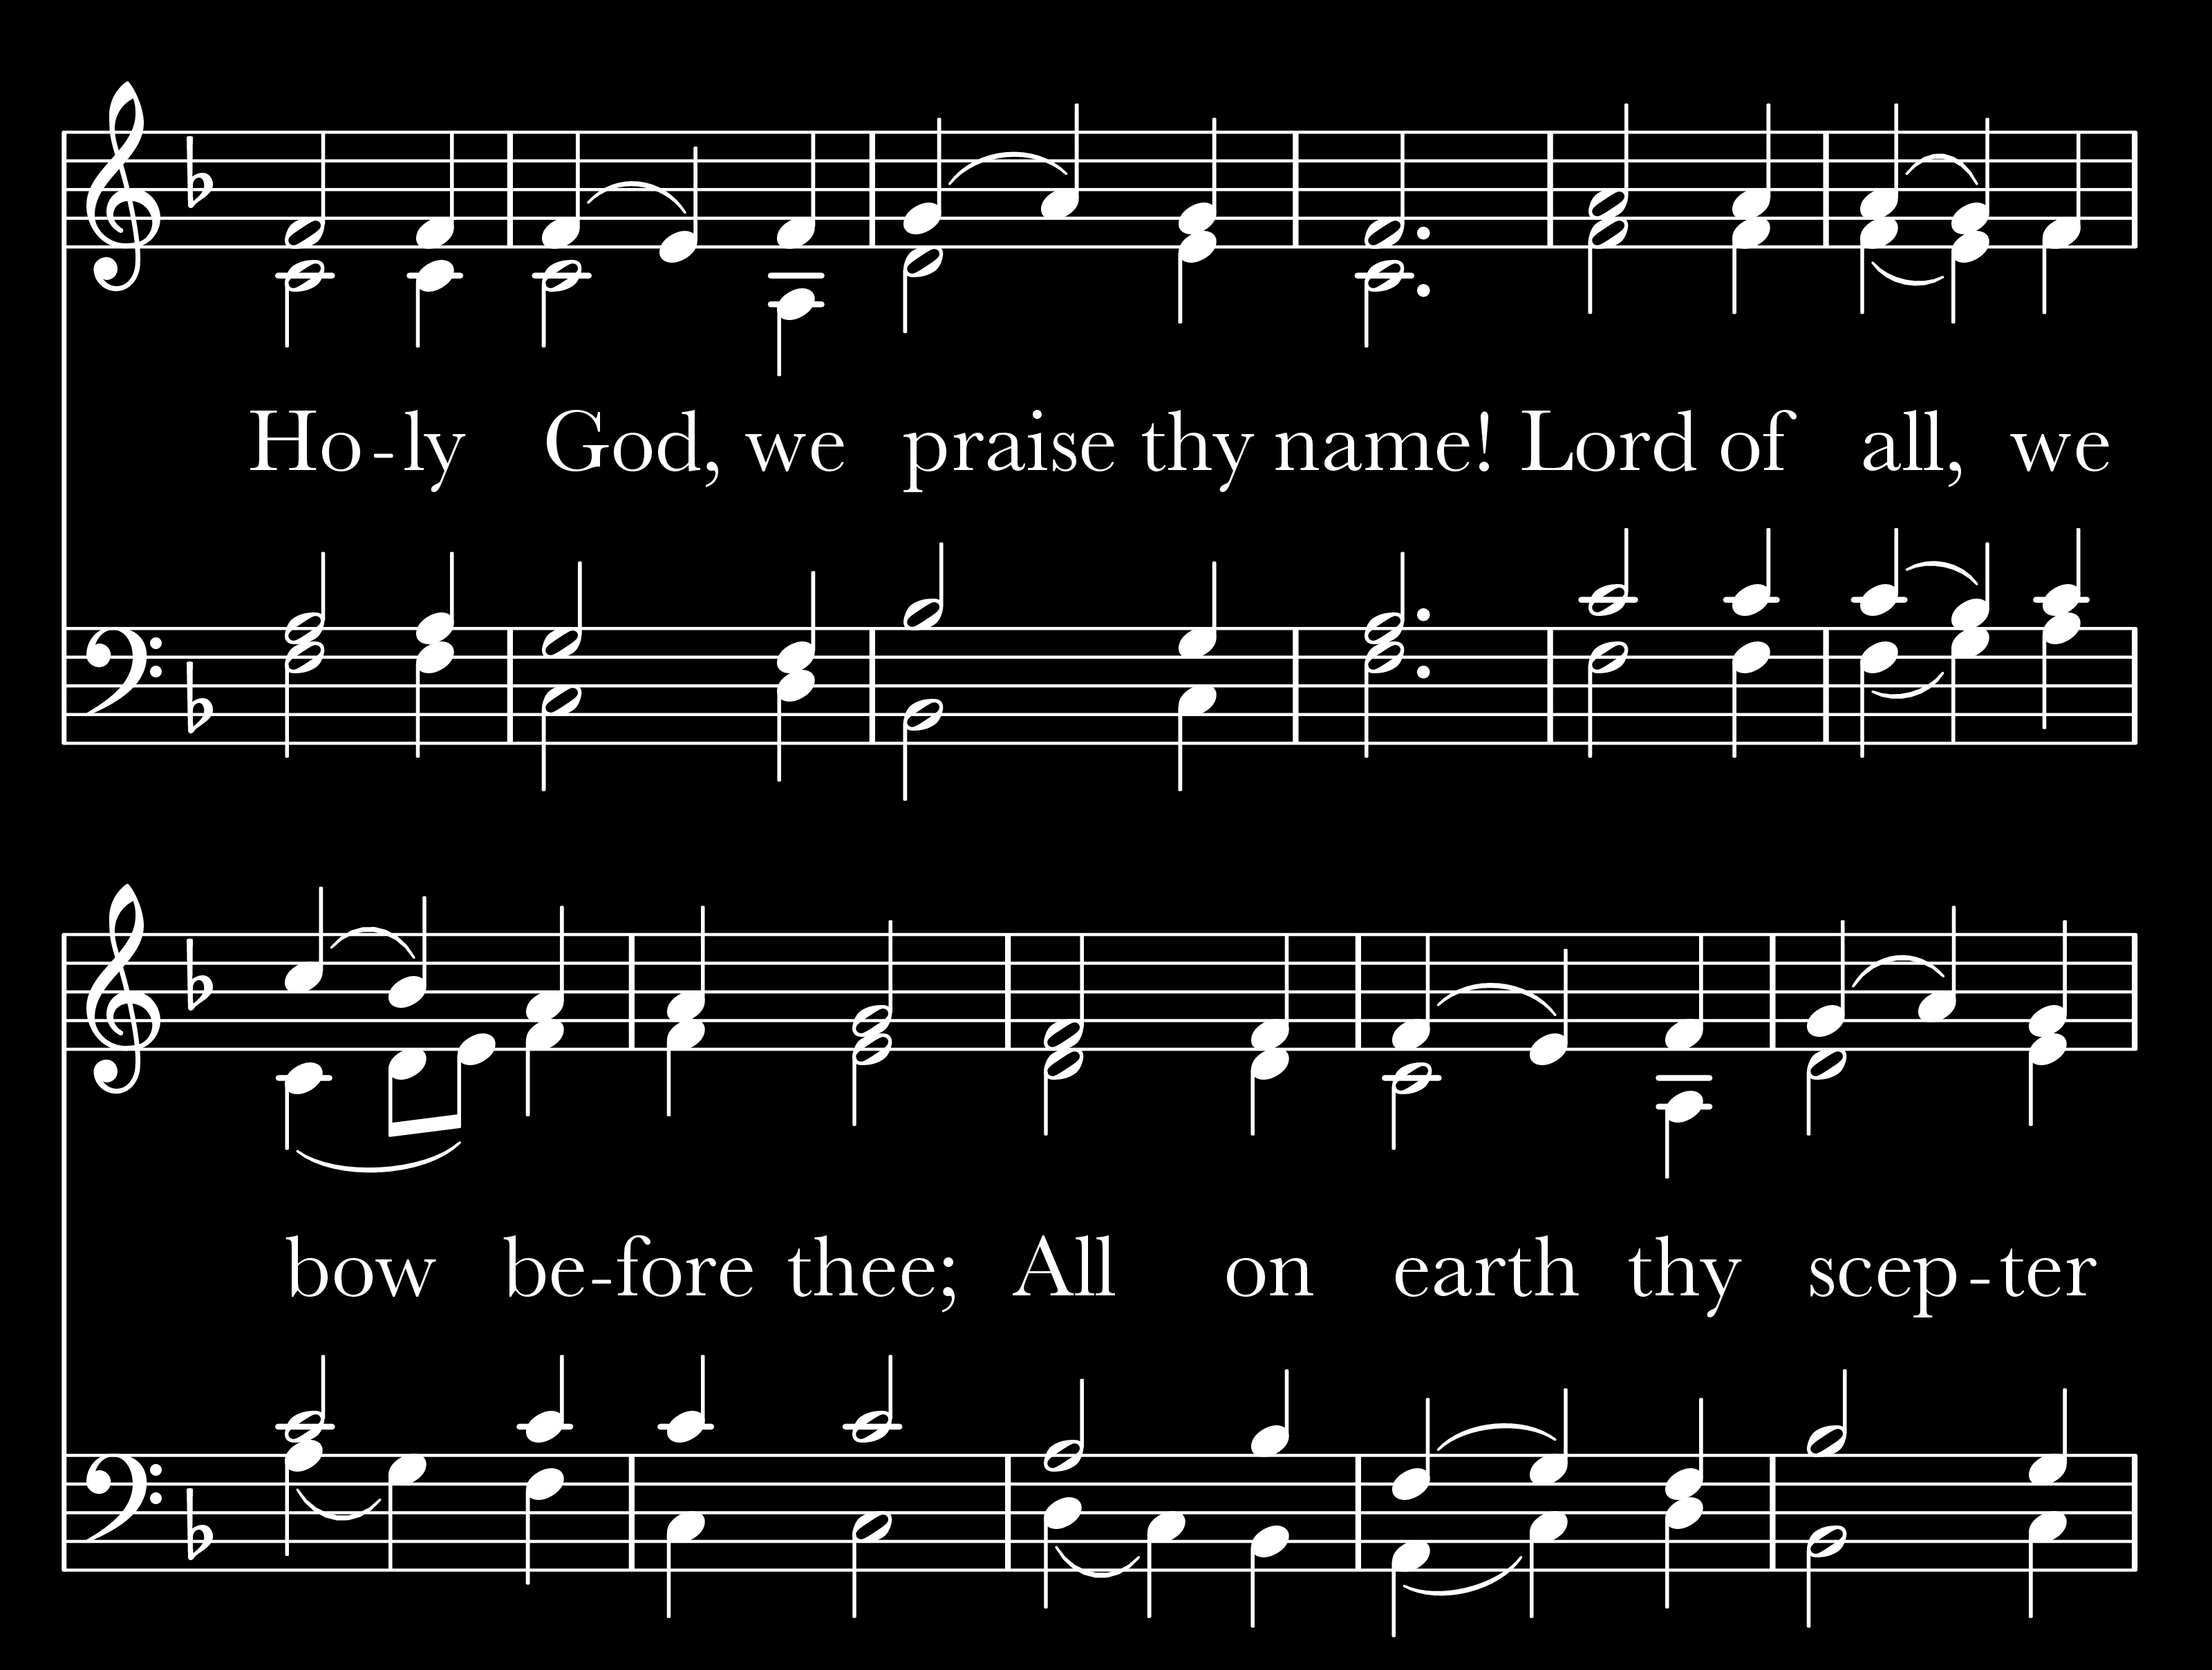 Ho-ly God, we praise thy name! Lord of all, we
bow be-fore thee; All on earth thy scep-ter